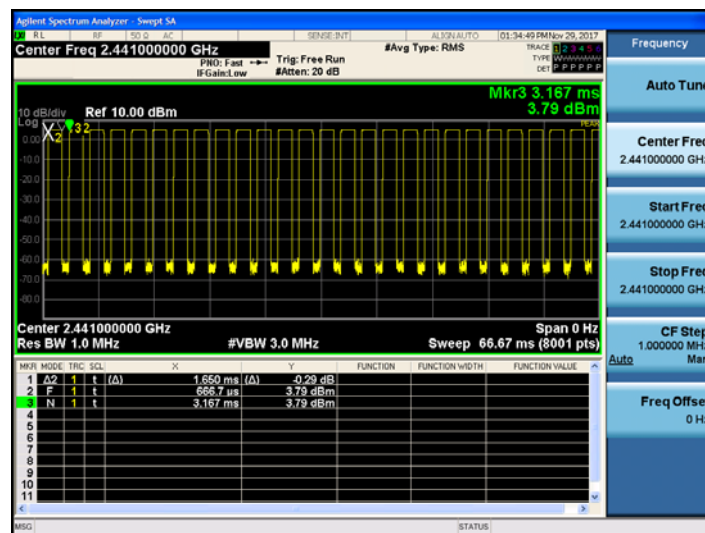 Agilent Spectrum Analyzer - Swept SA
RL RF 50 Ω AC SENSE:INT ALIGNAUTO 01:34:49 PM Nov 29, 2017
Center Freq 2.441000000 GHz
PNO: Fast
IFGain:Low
Trig: Free Run
#Atten: 20 dB
#Avg Type: RMS
TRACE 1 2 3 4 5 6
TYPE
DET P P P P P P
Mkr3 3.167 ms
3.79 dBm
10 dB/div Ref 10.00 dBm
Log
PEAK
X2 3 2
0.00
-10.0
-20.0
-30.0
-40.0
-50.0
-60.0
-70.0
-80.0
Center 2.441000000 GHz Span 0 Hz
Res BW 1.0 MHz #VBW 3.0 MHz Sweep 66.67 ms (8001 pts)
MKR MODE TRC SCL X Y FUNCTION FUNCTION WIDTH FUNCTION VALUE
1 Δ2 1 t (Δ) 1.650 ms (Δ) -0.29 dB
2 F 1 t 666.7 µs 3.79 dBm
3 N 1 t 3.167 ms 3.79 dBm
4
5
6
7
8
9
10
11
MSG STATUS
Frequency
Auto Tune
Center Freq
2.441000000 GHz
Start Freq
2.441000000 GHz
Stop Freq
2.441000000 GHz
CF Step
1.000000 MHz
Auto Man
Freq Offset
0 Hz